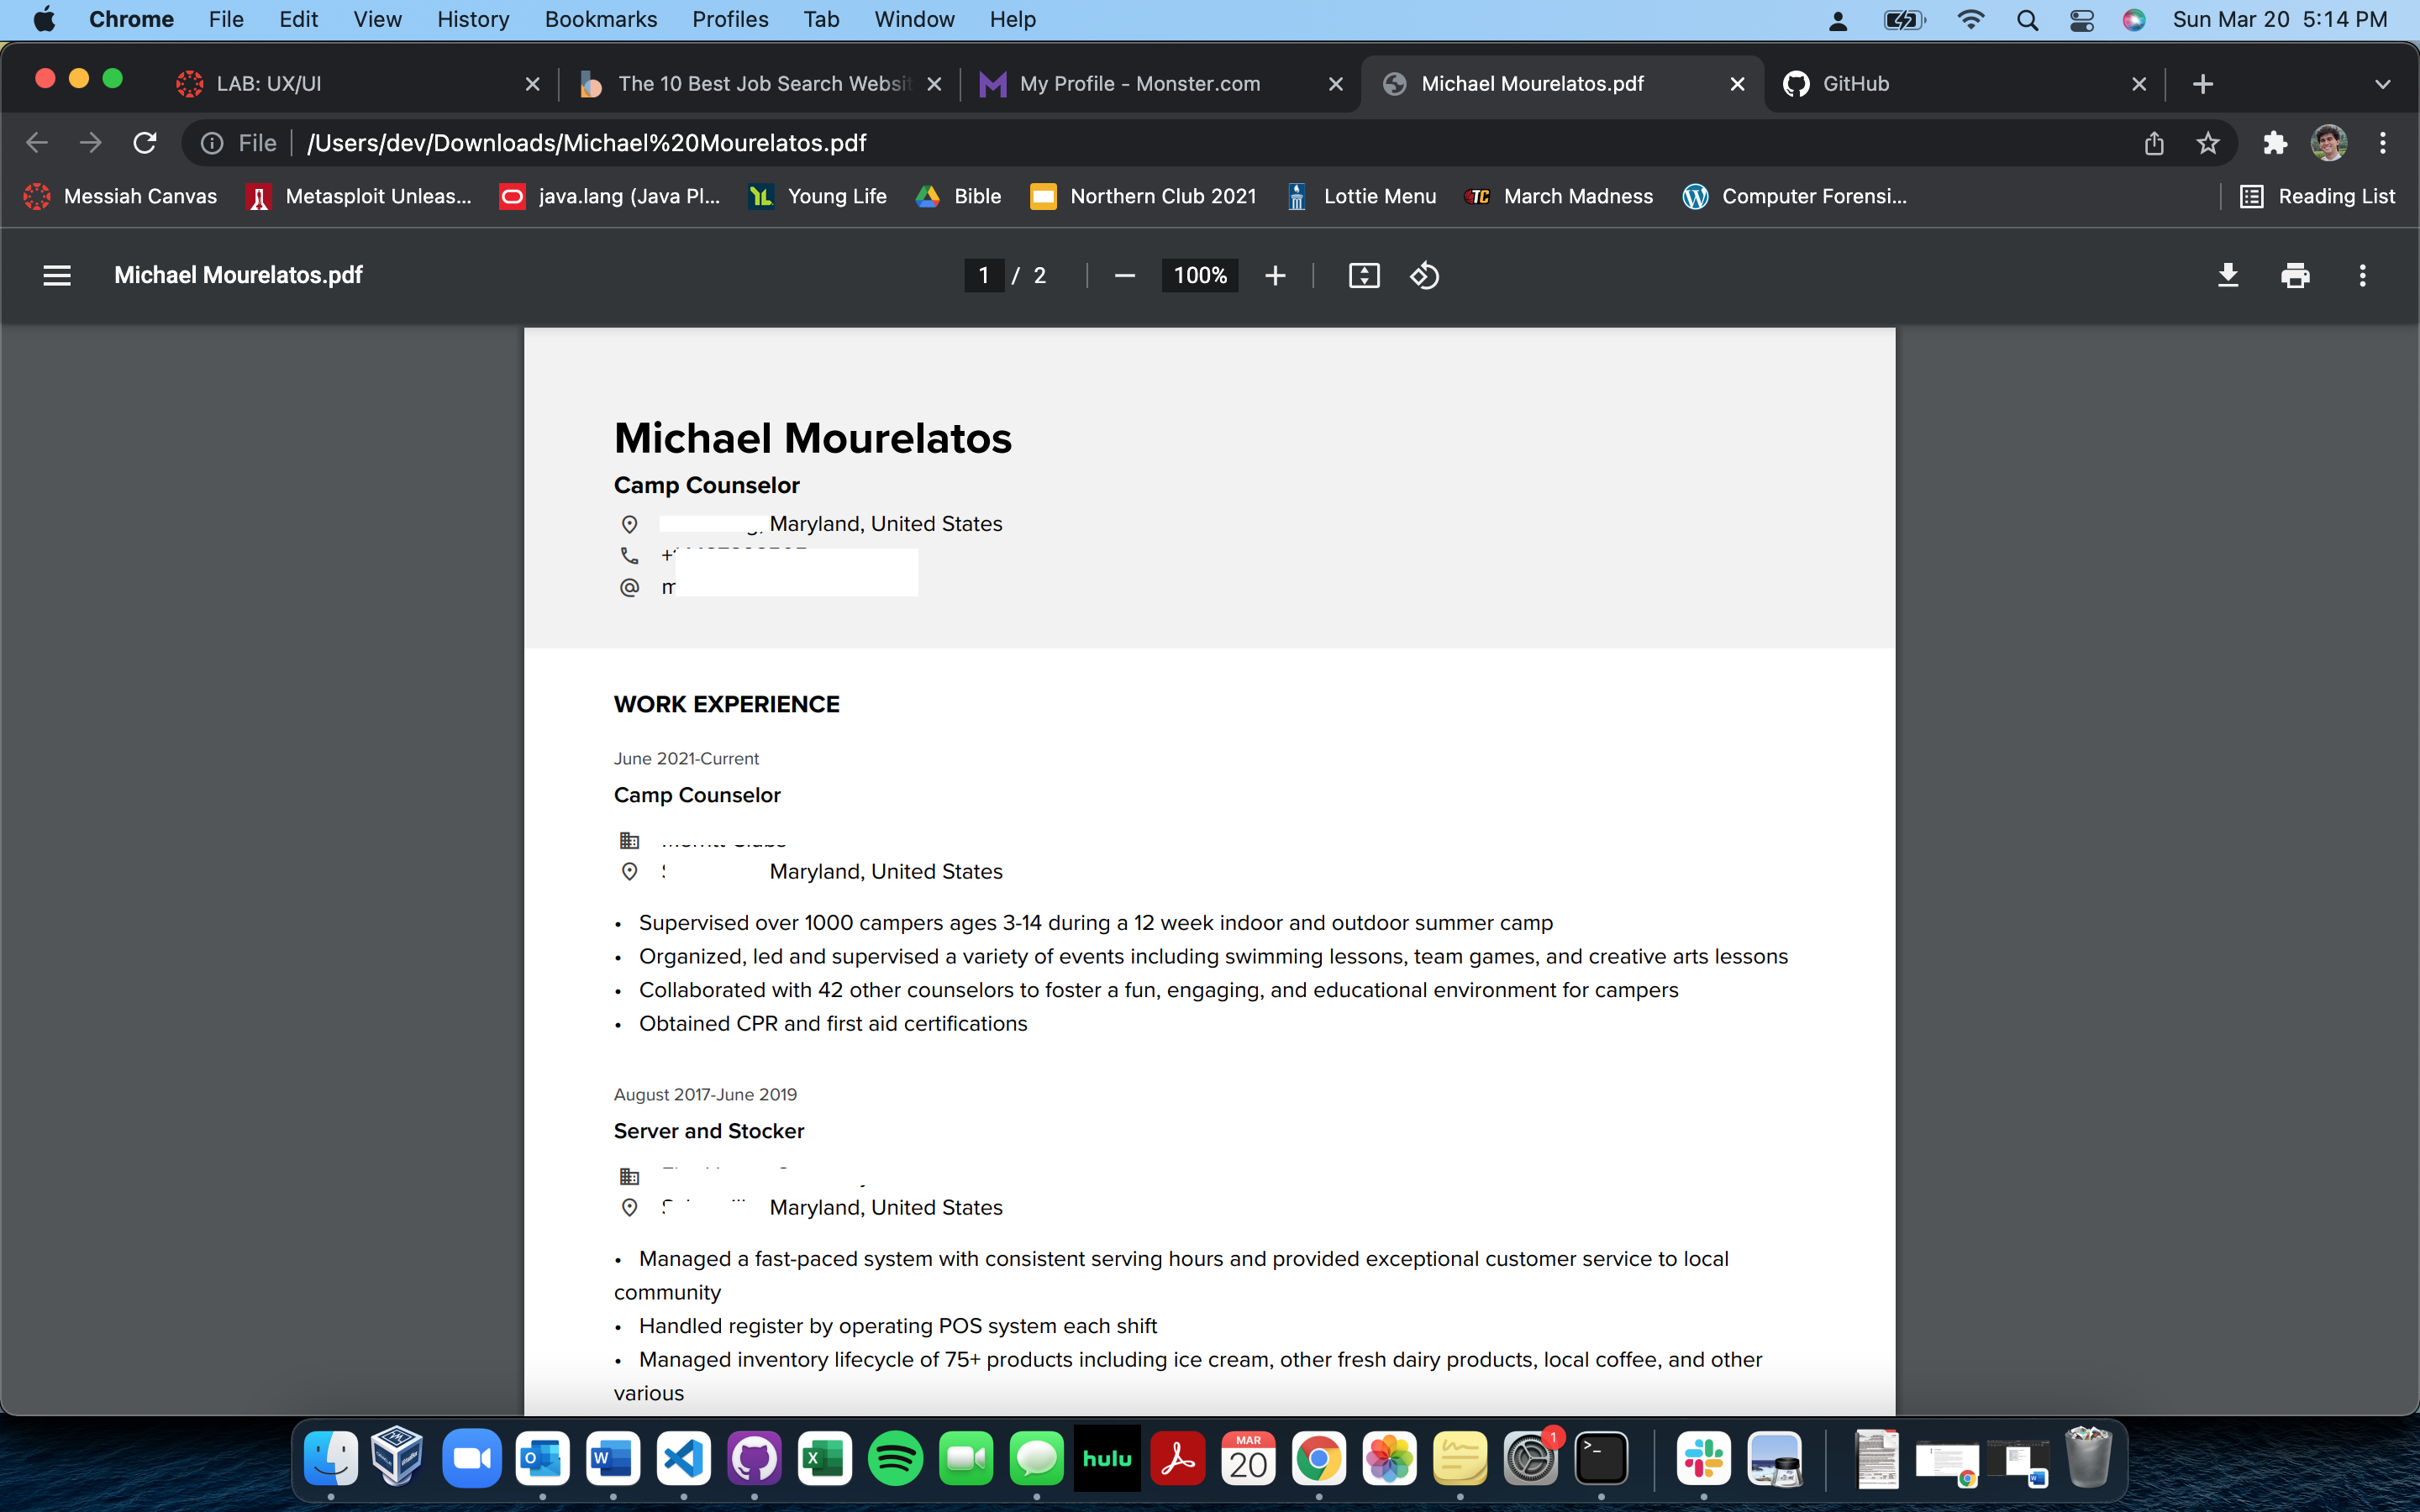 Chrome File Edit View History Bookmarks Profiles Tab Window Help Sun Mar 20 5:14 PM
LAB: UX/UI The 10 Best Job Search Websit My Profile - Monster.com Michael Mourelatos.pdf GitHub
File /Users/dev/Downloads/Michael%20Mourelatos.pdf
Messiah Canvas Metasploit Unleas... java.lang (Java Pl... Young Life Bible Northern Club 2021 Lottie Menu March Madness Computer Forensi... Reading List
Michael Mourelatos.pdf 1 / 2 100%
Michael Mourelatos
Camp Counselor
Maryland, United States
+
m
WORK EXPERIENCE
June 2021-Current
Camp Counselor
Maryland, United States
• Supervised over 1000 campers ages 3-14 during a 12 week indoor and outdoor summer camp
• Organized, led and supervised a variety of events including swimming lessons, team games, and creative arts lessons
• Collaborated with 42 other counselors to foster a fun, engaging, and educational environment for campers
• Obtained CPR and first aid certifications
August 2017-June 2019
Server and Stocker
Maryland, United States
• Managed a fast-paced system with consistent serving hours and provided exceptional customer service to local
community
• Handled register by operating POS system each shift
• Managed inventory lifecycle of 75+ products including ice cream, other fresh dairy products, local coffee, and other
various
hulu
MAR
20
1